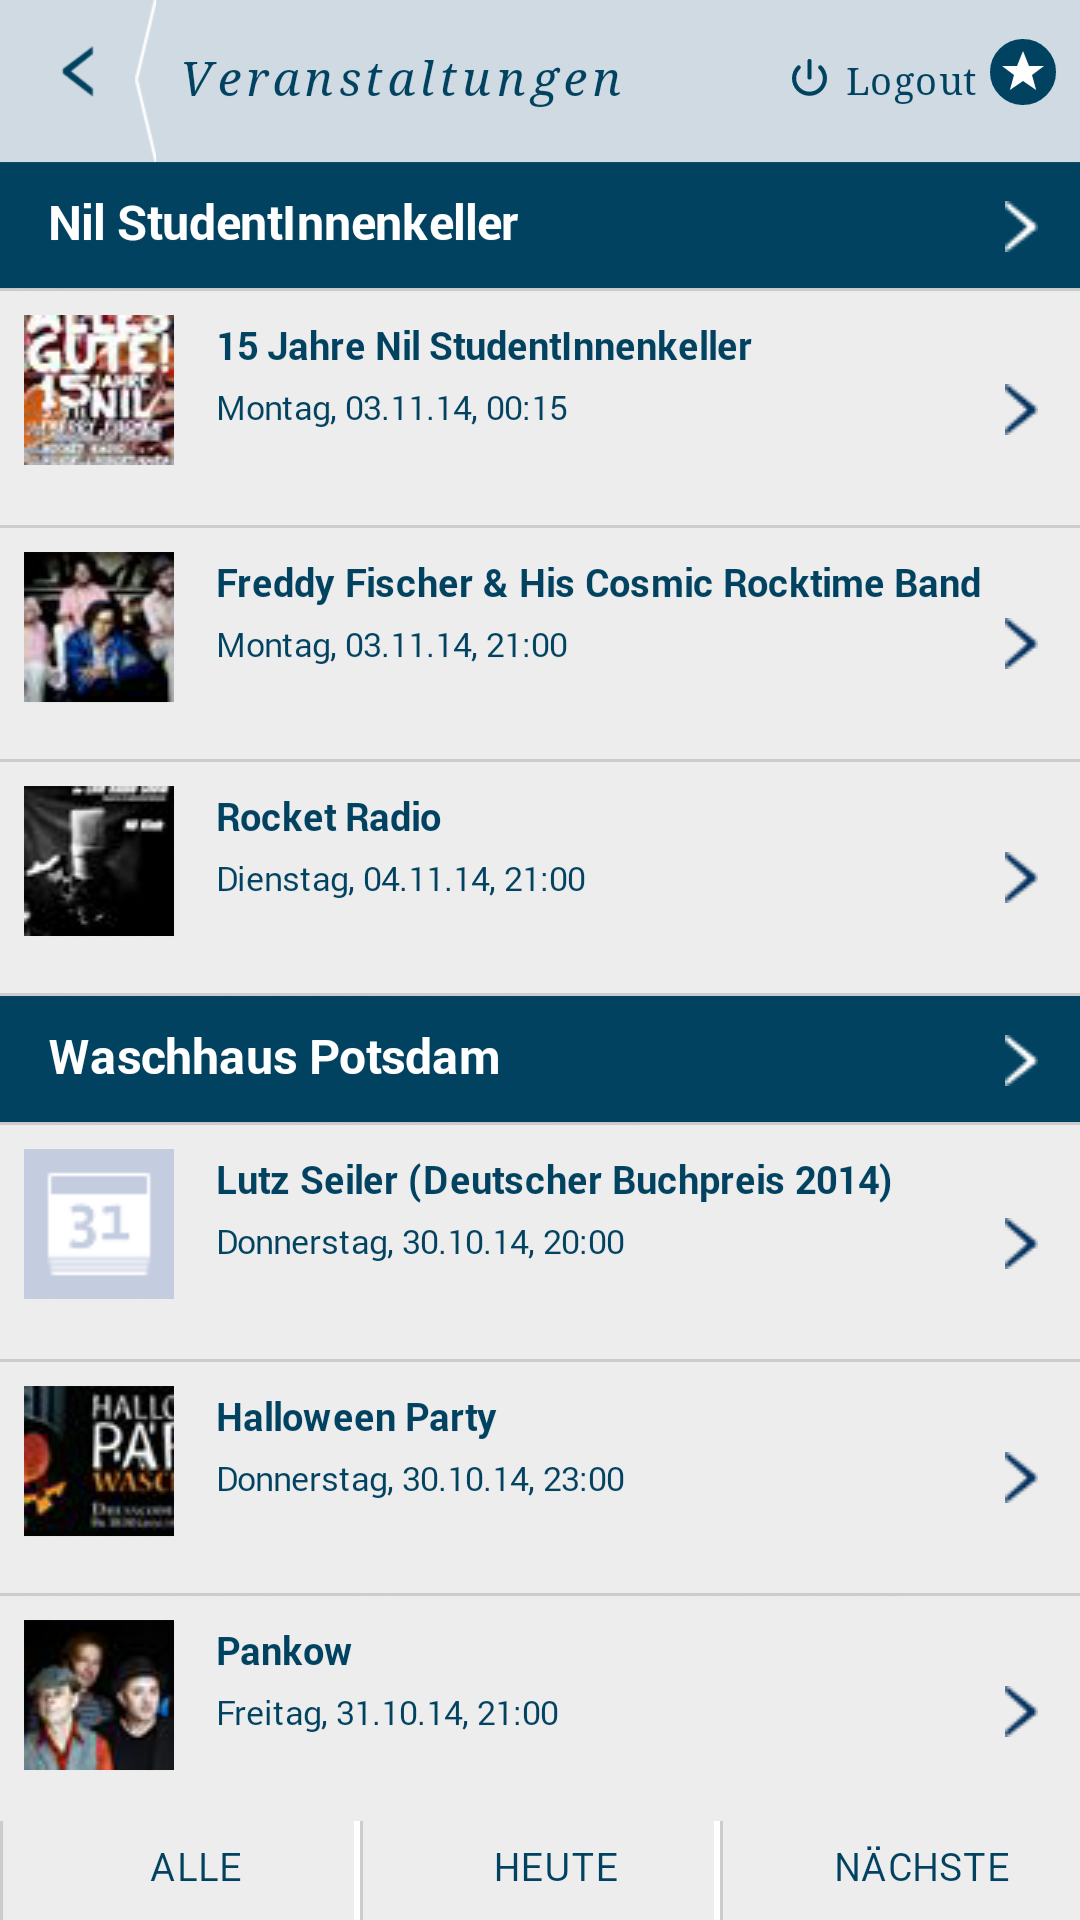 Veranstaltungen
Logout
Nil StudentInnenkeller
ALLES
GUTE!
15 JAHRE
NIL
15 Jahre Nil StudentInnenkeller
Montag, 03.11.14, 00:15
Freddy Fischer & His Cosmic Rocktime Band
Montag, 03.11.14, 21:00
Rocket Radio
Dienstag, 04.11.14, 21:00
Waschhaus Potsdam
31
Lutz Seiler (Deutscher Buchpreis 2014)
Donnerstag, 30.10.14, 20:00
HALLO
PAR
WASC
Halloween Party
Donnerstag, 30.10.14, 23:00
Pankow
Freitag, 31.10.14, 21:00
ALLE
HEUTE
NÄCHSTE